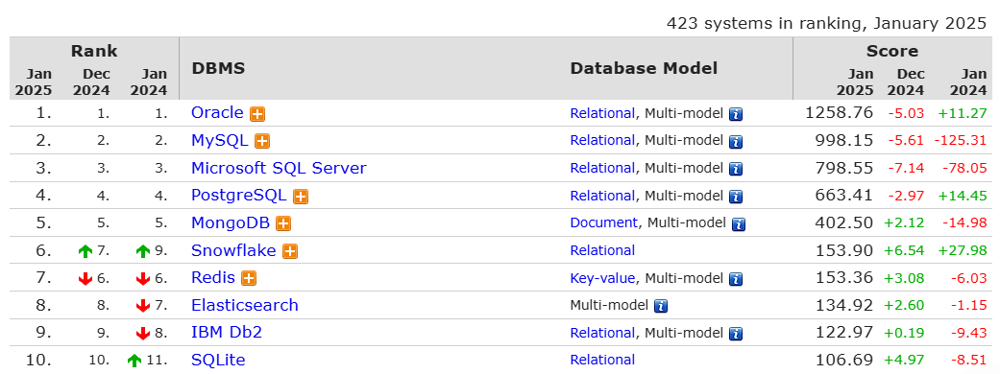 423 systems in ranking, January 2025
Rank DBMS Database Model Score
Jan 2025 Dec 2024 Jan 2024 Jan 2025 Dec 2024 Jan 2024
1. 1. 1. Oracle + Relational, Multi-model i 1258.76 -5.03 +11.27
2. 2. 2. MySQL + Relational, Multi-model i 998.15 -5.61 -125.31
3. 3. 3. Microsoft SQL Server Relational, Multi-model i 798.55 -7.14 -78.05
4. 4. 4. PostgreSQL + Relational, Multi-model i 663.41 -2.97 +14.45
5. 5. 5. MongoDB + Document, Multi-model i 402.50 +2.12 -14.98
6. 7. 9. Snowflake + Relational 153.90 +6.54 +27.98
7. 6. 6. Redis + Key-value, Multi-model i 153.36 +3.08 -6.03
8. 8. 7. Elasticsearch Multi-model i 134.92 +2.60 -1.15
9. 9. 8. IBM Db2 Relational, Multi-model i 122.97 +0.19 -9.43
10. 10. 11. SQLite Relational 106.69 +4.97 -8.51